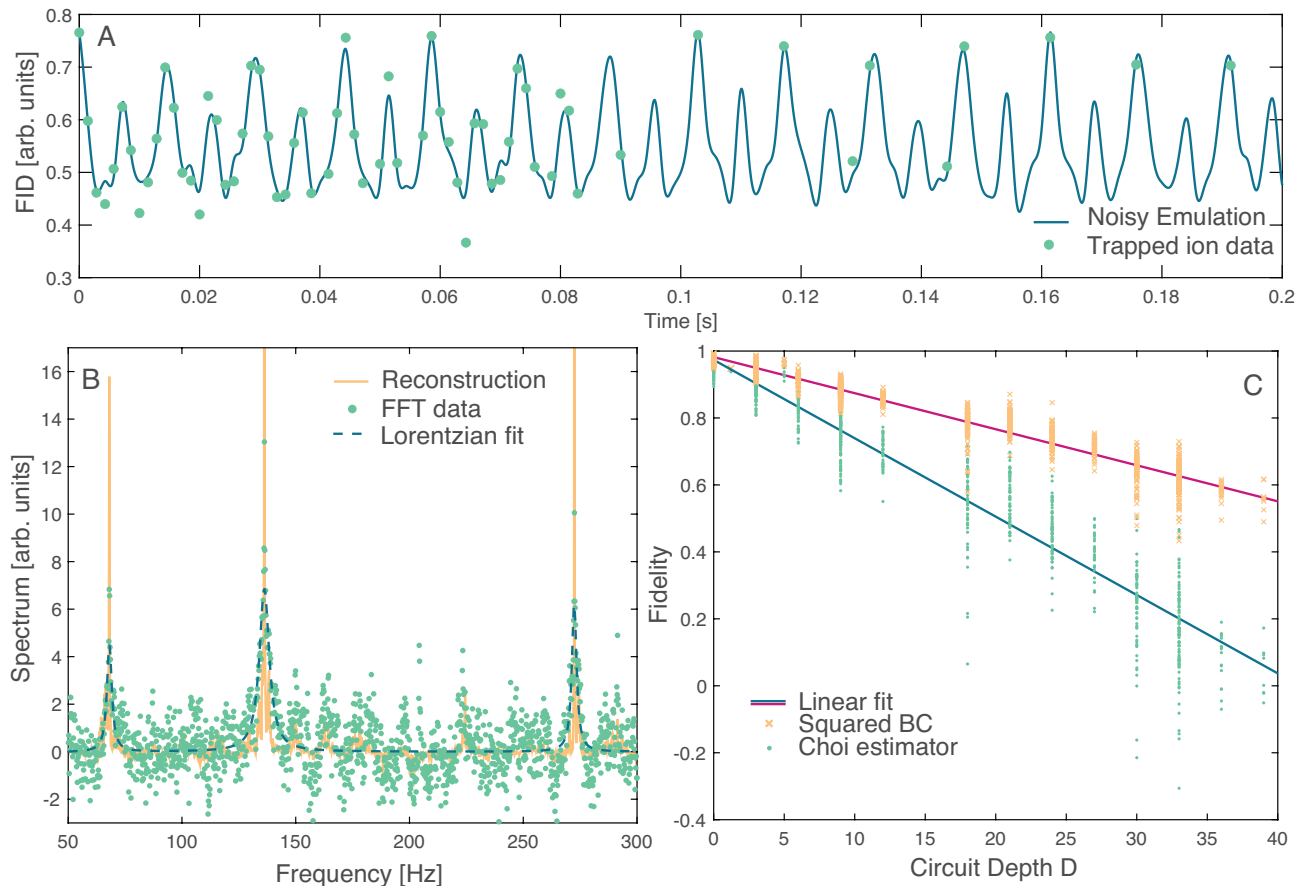 A
0.8
0.7
0.6
0.5
0.4
0.3
FID [arb. units]
Noisy Emulation
Trapped ion data
0 0.02 0.04 0.06 0.08 0.1 0.12 0.14 0.16 0.18 0.2
Time [s]
B
16
14
12
10
8
6
4
2
0
-2
Spectrum [arb. units]
Reconstruction
FFT data
Lorentzian fit
50 100 150 200 250 300
Frequency [Hz]
C
1
0.8
0.6
0.4
0.2
0
-0.2
-0.4
Fidelity
Linear fit
Squared BC
Choi estimator
0 5 10 15 20 25 30 35 40
Circuit Depth D